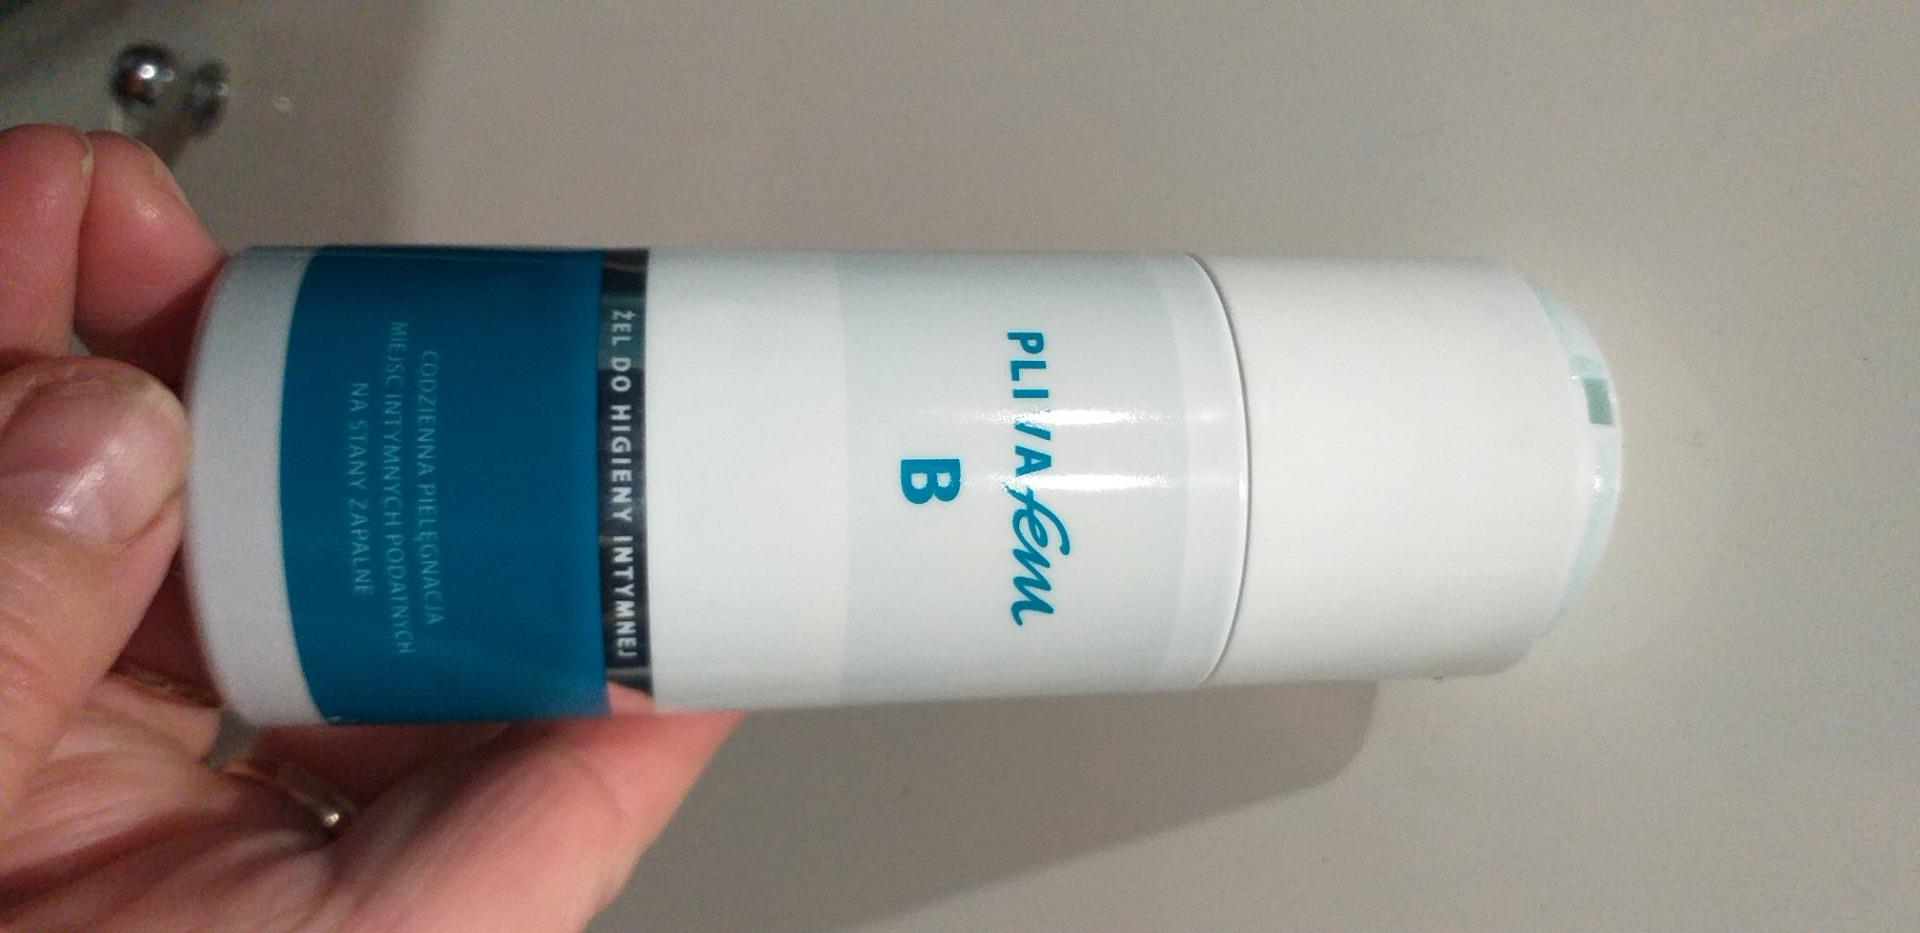 PLIVAfem
B
ŻEL DO HIGIENY INTYMNEJ
CODZIENNA PIELĘGNACJA
MIEJSC INTYMNYCH PODATNYCH
NA STANY ZAPALNE